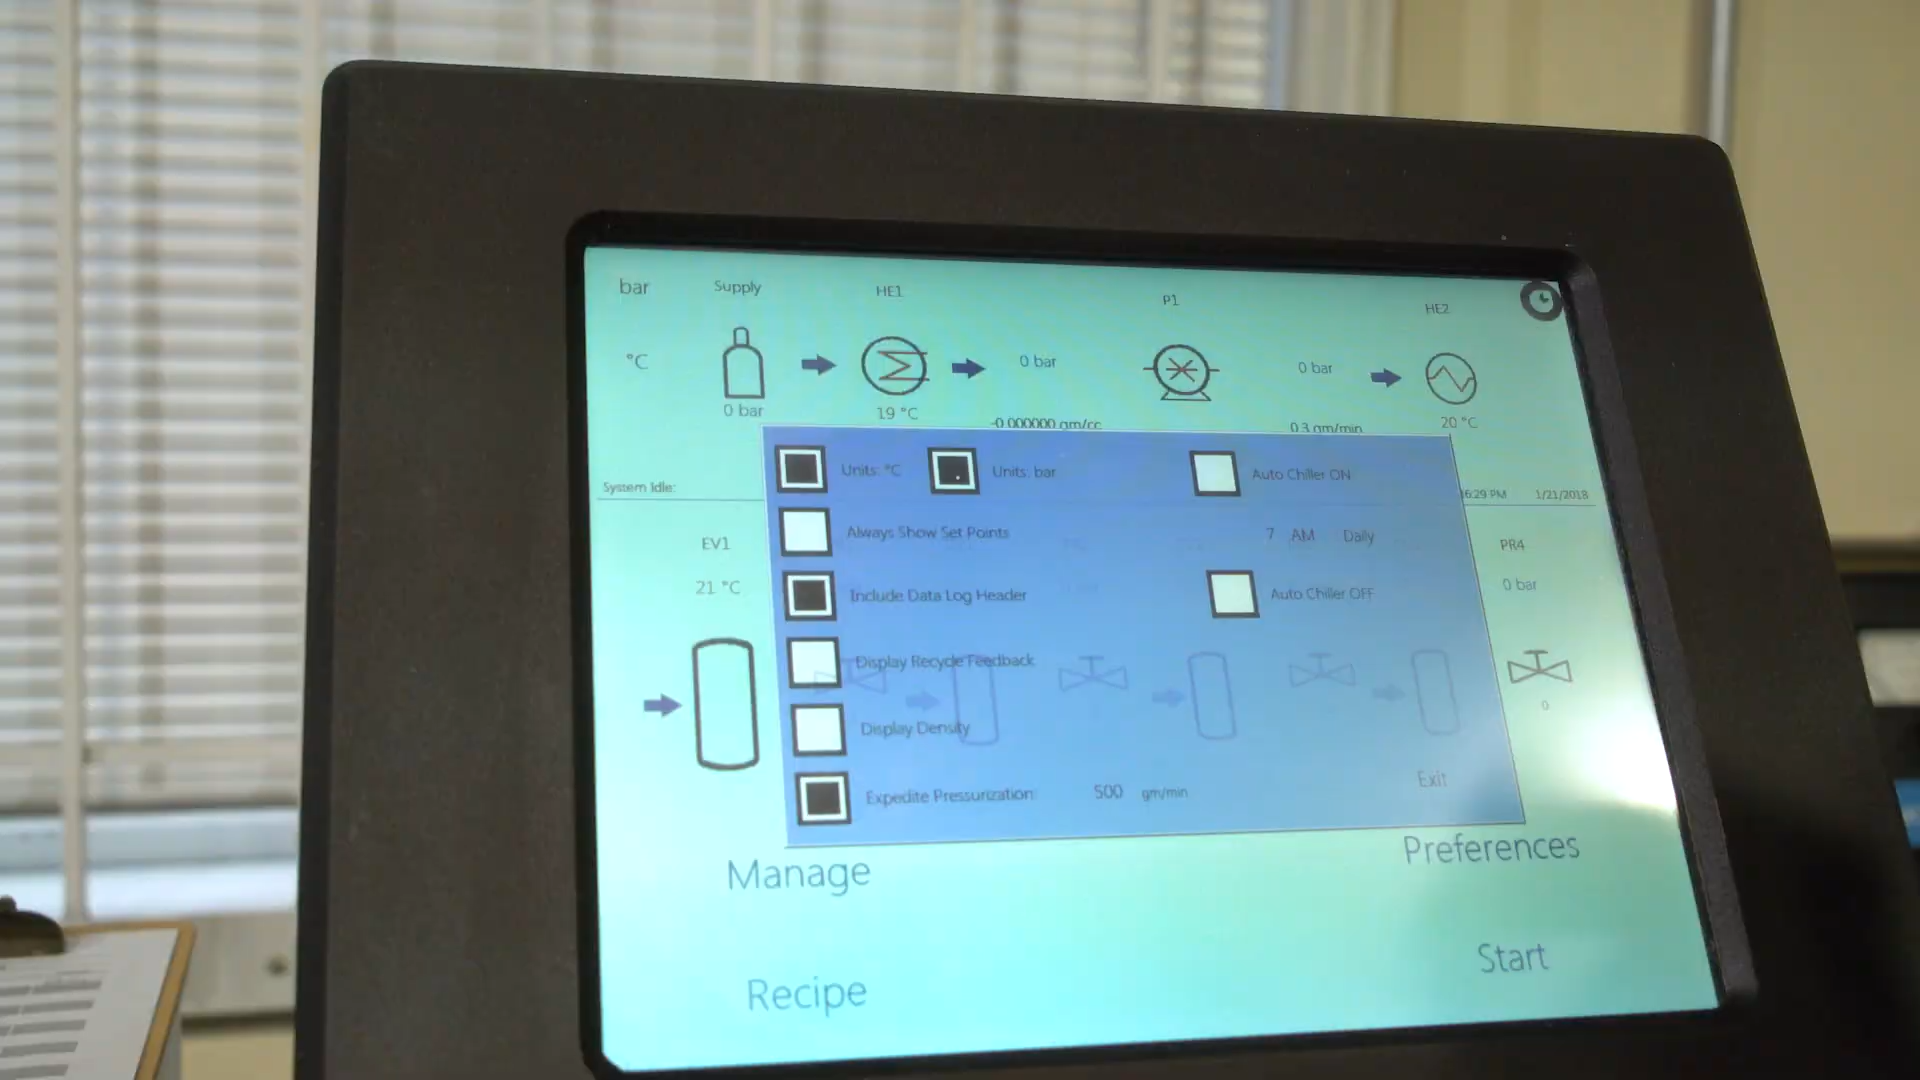 bar Supply HE1 P1 HE2
°C 0 bar 0 bar
0 bar 19 °C 20 °C
-0.000000 gm/cc 0.3 gm/min
Units: °C Units: bar Auto Chiller ON
System Idle: 6:29 PM 1/21/2018
Always Show Set Points 7 AM Daily
EV1 PR4
21 °C 0 bar
Include Data Log Header Auto Chiller OFF
Display Recycle Feedback
0
Display Density
Expedite Pressurization: 500 gm/min Exit
Manage Preferences
Recipe Start